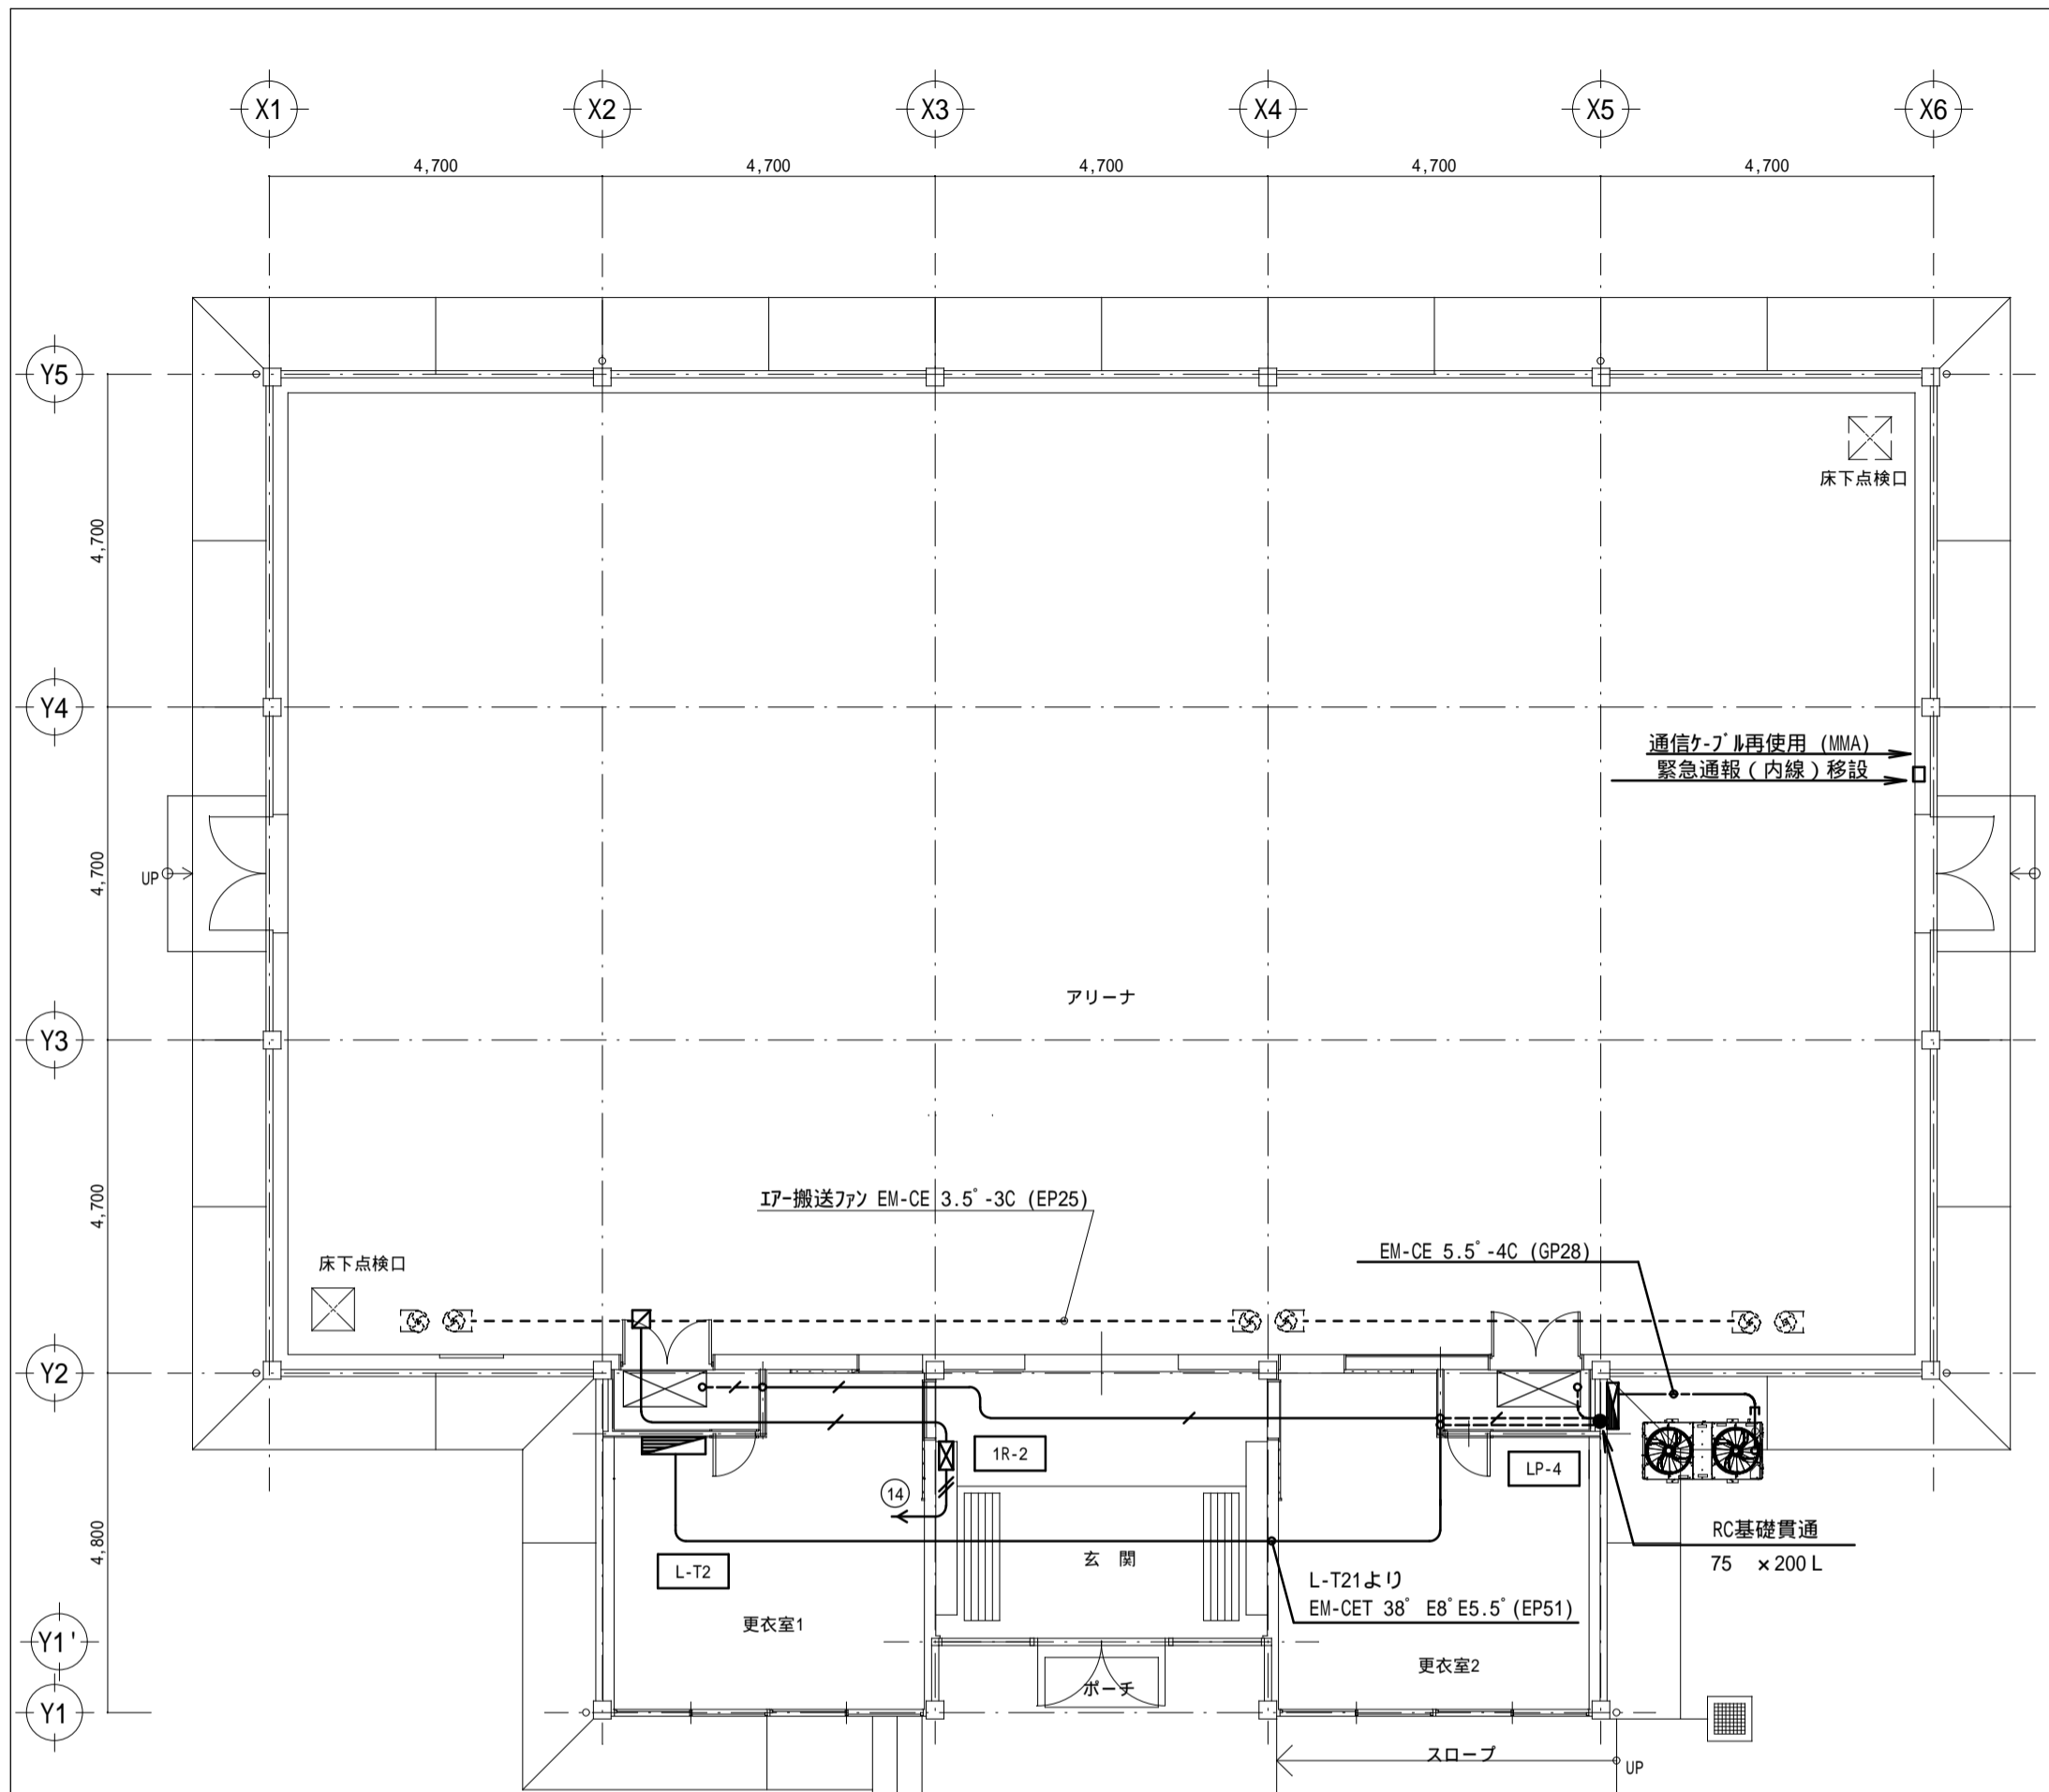 X1 X2 X3 X4 X5 X6
4,700 4,700 4,700 4,700 4,700
Y5
床下点検口
4,700
Y4
通信ケーブル再使用 (MMA)
緊急通報(内線)移設
4,700
UP
アリーナ
Y3
4,700
エアー搬送ファン EM-CE 3.5゜-3C (EP25)
EM-CE 5.5゜-4C (GP28)
床下点検口
Y2
1R-2
LP-4
14
4,800
RC基礎貫通
75 ×200L
玄 関
L-T2
L-T21より
EM-CET 38゜ E8゜E5.5゜(EP51)
更衣室1
Y1'
更衣室2
ポーチ
Y1
スロープ
UP